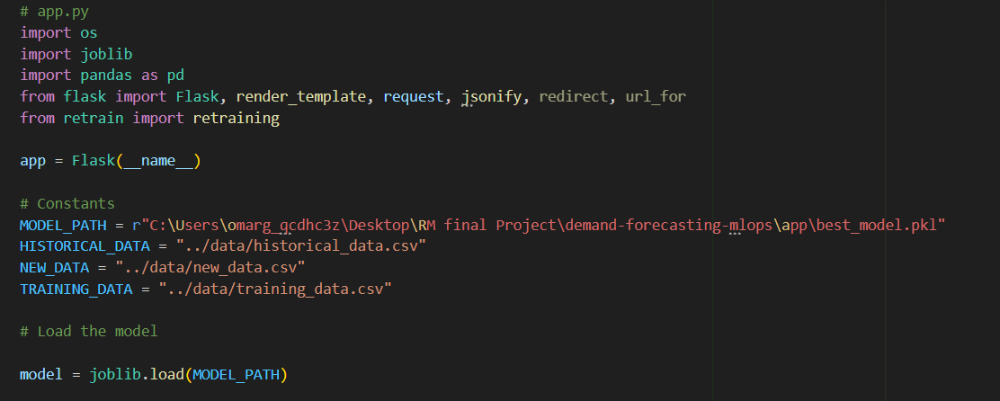 # app.py
import os
import joblib
import pandas as pd
from flask import Flask, render_template, request, jsonify, redirect, url_for
from retrain import retraining
app = Flask(__name__)
# Constants
MODEL_PATH = r"C:\Users\omarg_qcdhc3z\Desktop\RM final Project\demand-forecasting-mlops\app\best_model.pkl"
HISTORICAL_DATA = "../data/historical_data.csv"
NEW_DATA = "../data/new_data.csv"
TRAINING_DATA = "../data/training_data.csv"
# Load the model
model = joblib.load(MODEL_PATH)